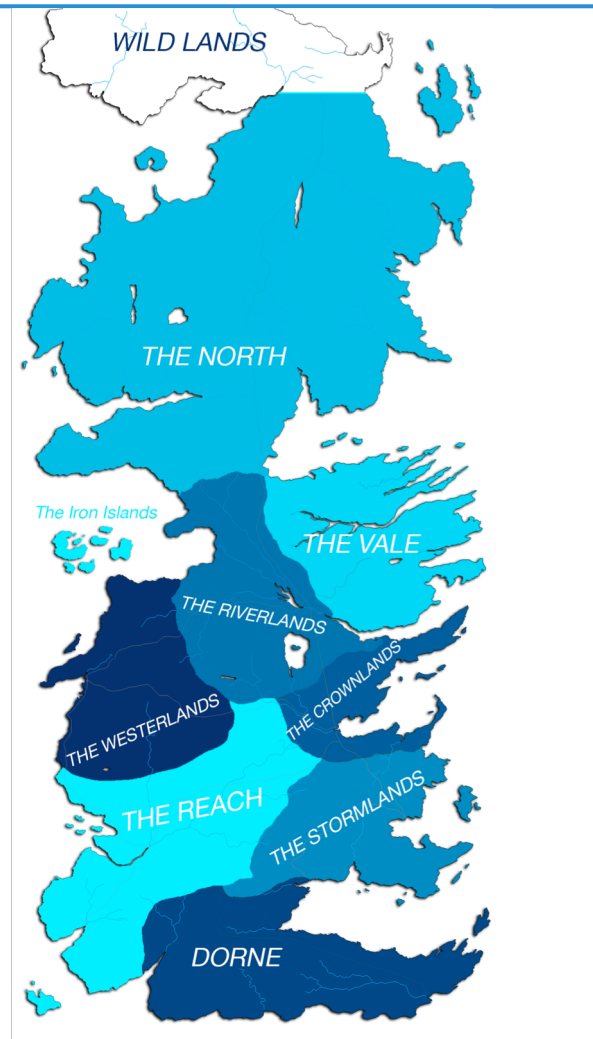 WILD LANDS
THE NORTH
The Iron Islands
THE VALE
THE RIVERLANDS
THE CROWNLANDS
THE WESTERLANDS
THE REACH
THE STORMLANDS
DORNE